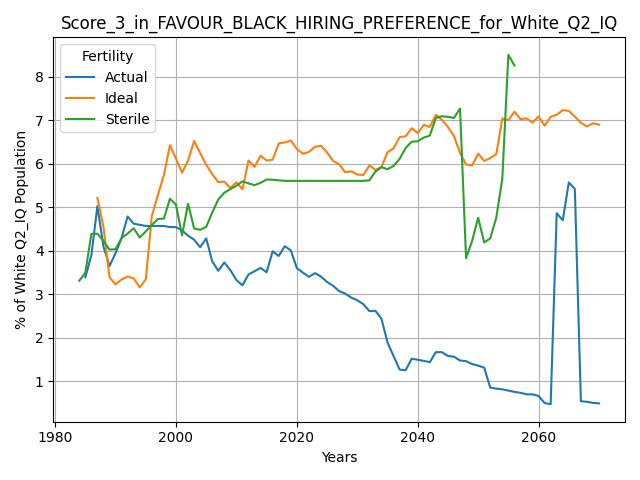 Score_3_in_FAVOUR_BLACK_HIRING_PREFERENCE_for_White_Q2_IQ
Fertility
Actual
Ideal
Sterile
% of White Q2_IQ Population
8
7
6
5
4
3
2
1
1980 2000 2020 2040 2060
Years